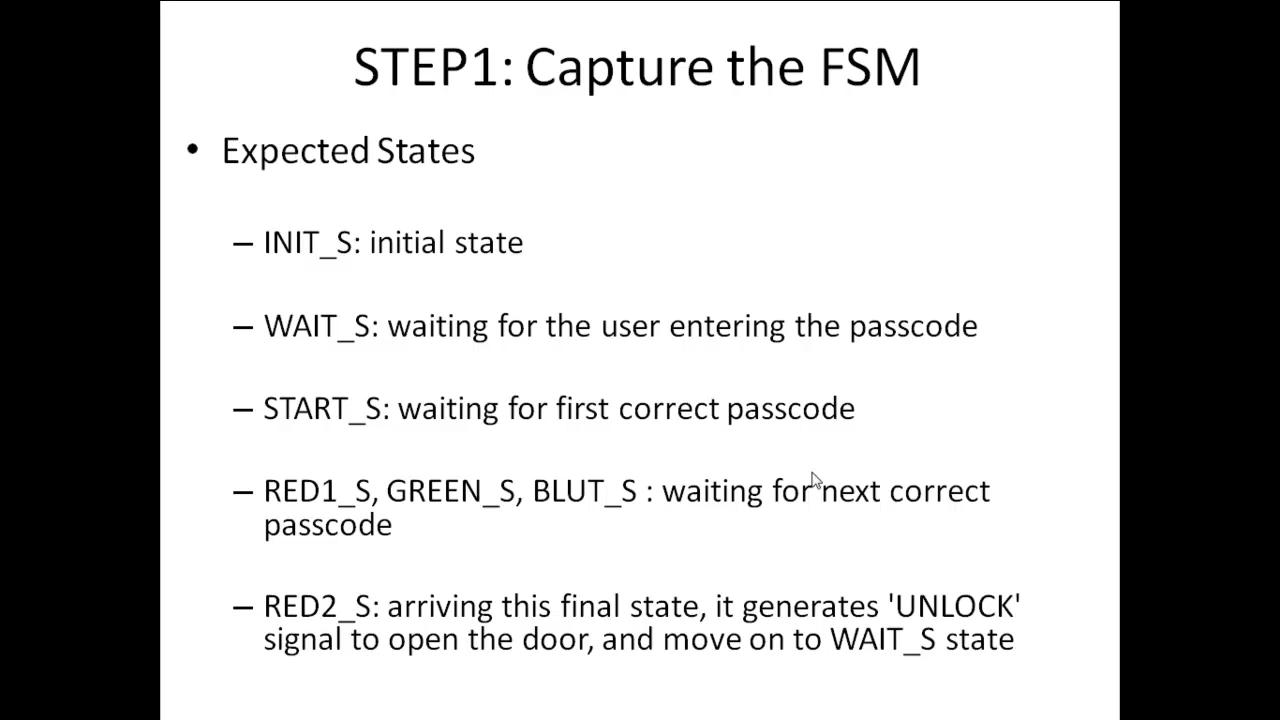 STEP1: Capture the FSM
• Expected States
– INIT_S: initial state
– WAIT_S: waiting for the user entering the passcode
– START_S: waiting for first correct passcode
– RED1_S, GREEN_S, BLUT_S : waiting for next correct
passcode
– RED2_S: arriving this final state, it generates 'UNLOCK'
signal to open the door, and move on to WAIT_S state